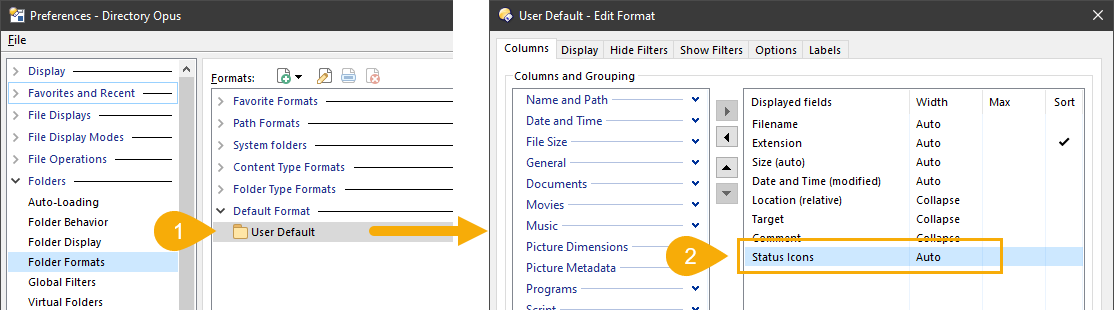 Preferences - Directory Opus
File
Display
Favorites and Recent
File Displays
File Display Modes
File Operations
Folders
Auto-Loading
Folder Behavior
Folder Display
Folder Formats
Global Filters
Virtual Folders
Formats:
Favorite Formats
Path Formats
System folders
Content Type Formats
Folder Type Formats
Default Format
1
User Default
User Default - Edit Format
Columns Display Hide Filters Show Filters Options Labels
Columns and Grouping
Name and Path
Date and Time
File Size
General
Documents
Movies
Music
Picture Dimensions
Picture Metadata
Programs
Script
Displayed fields Width Max Sort
Filename Auto
Extension Auto
Size (auto) Auto
Date and Time (modified) Auto
Location (relative) Collapse
Target Collapse
Comment Collapse
2
Status Icons Auto